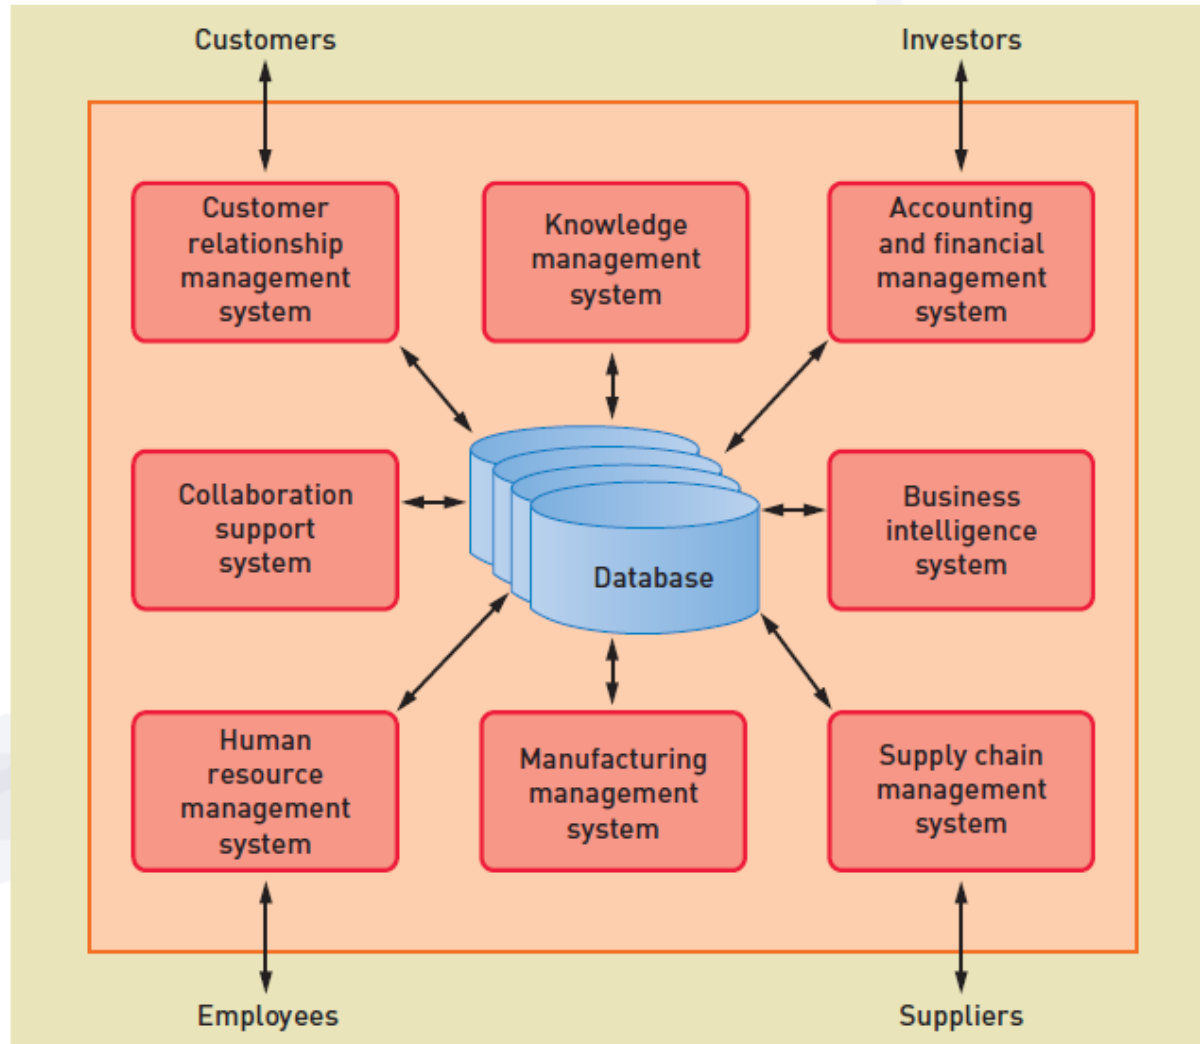 Customers
Investors
Customer
relationship
management
system
Knowledge
management
system
Accounting
and financial
management
system
Collaboration
support
system
Database
Business
intelligence
system
Human
resource
management
system
Manufacturing
management
system
Supply chain
management
system
Employees
Suppliers